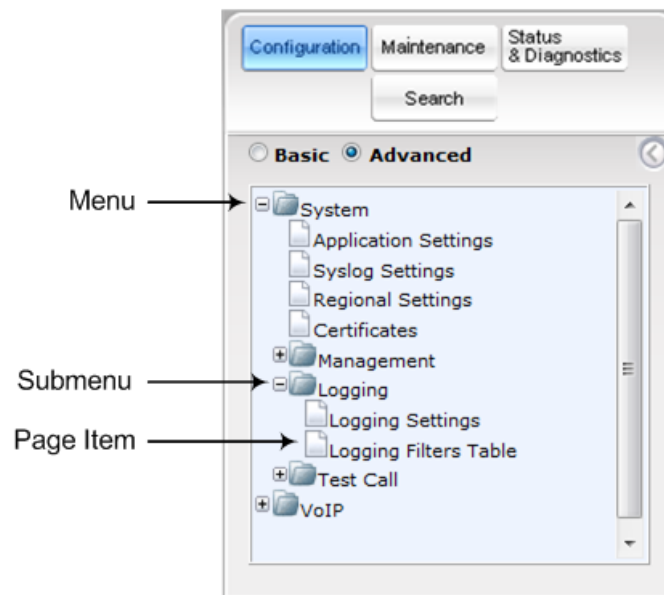 Configuration
Maintenance
Status
& Diagnostics
Search
Basic
Advanced
Menu
System
Application Settings
Syslog Settings
Regional Settings
Certificates
Management
Submenu
Logging
Logging Settings
Page Item
Logging Filters Table
Test Call
VoIP